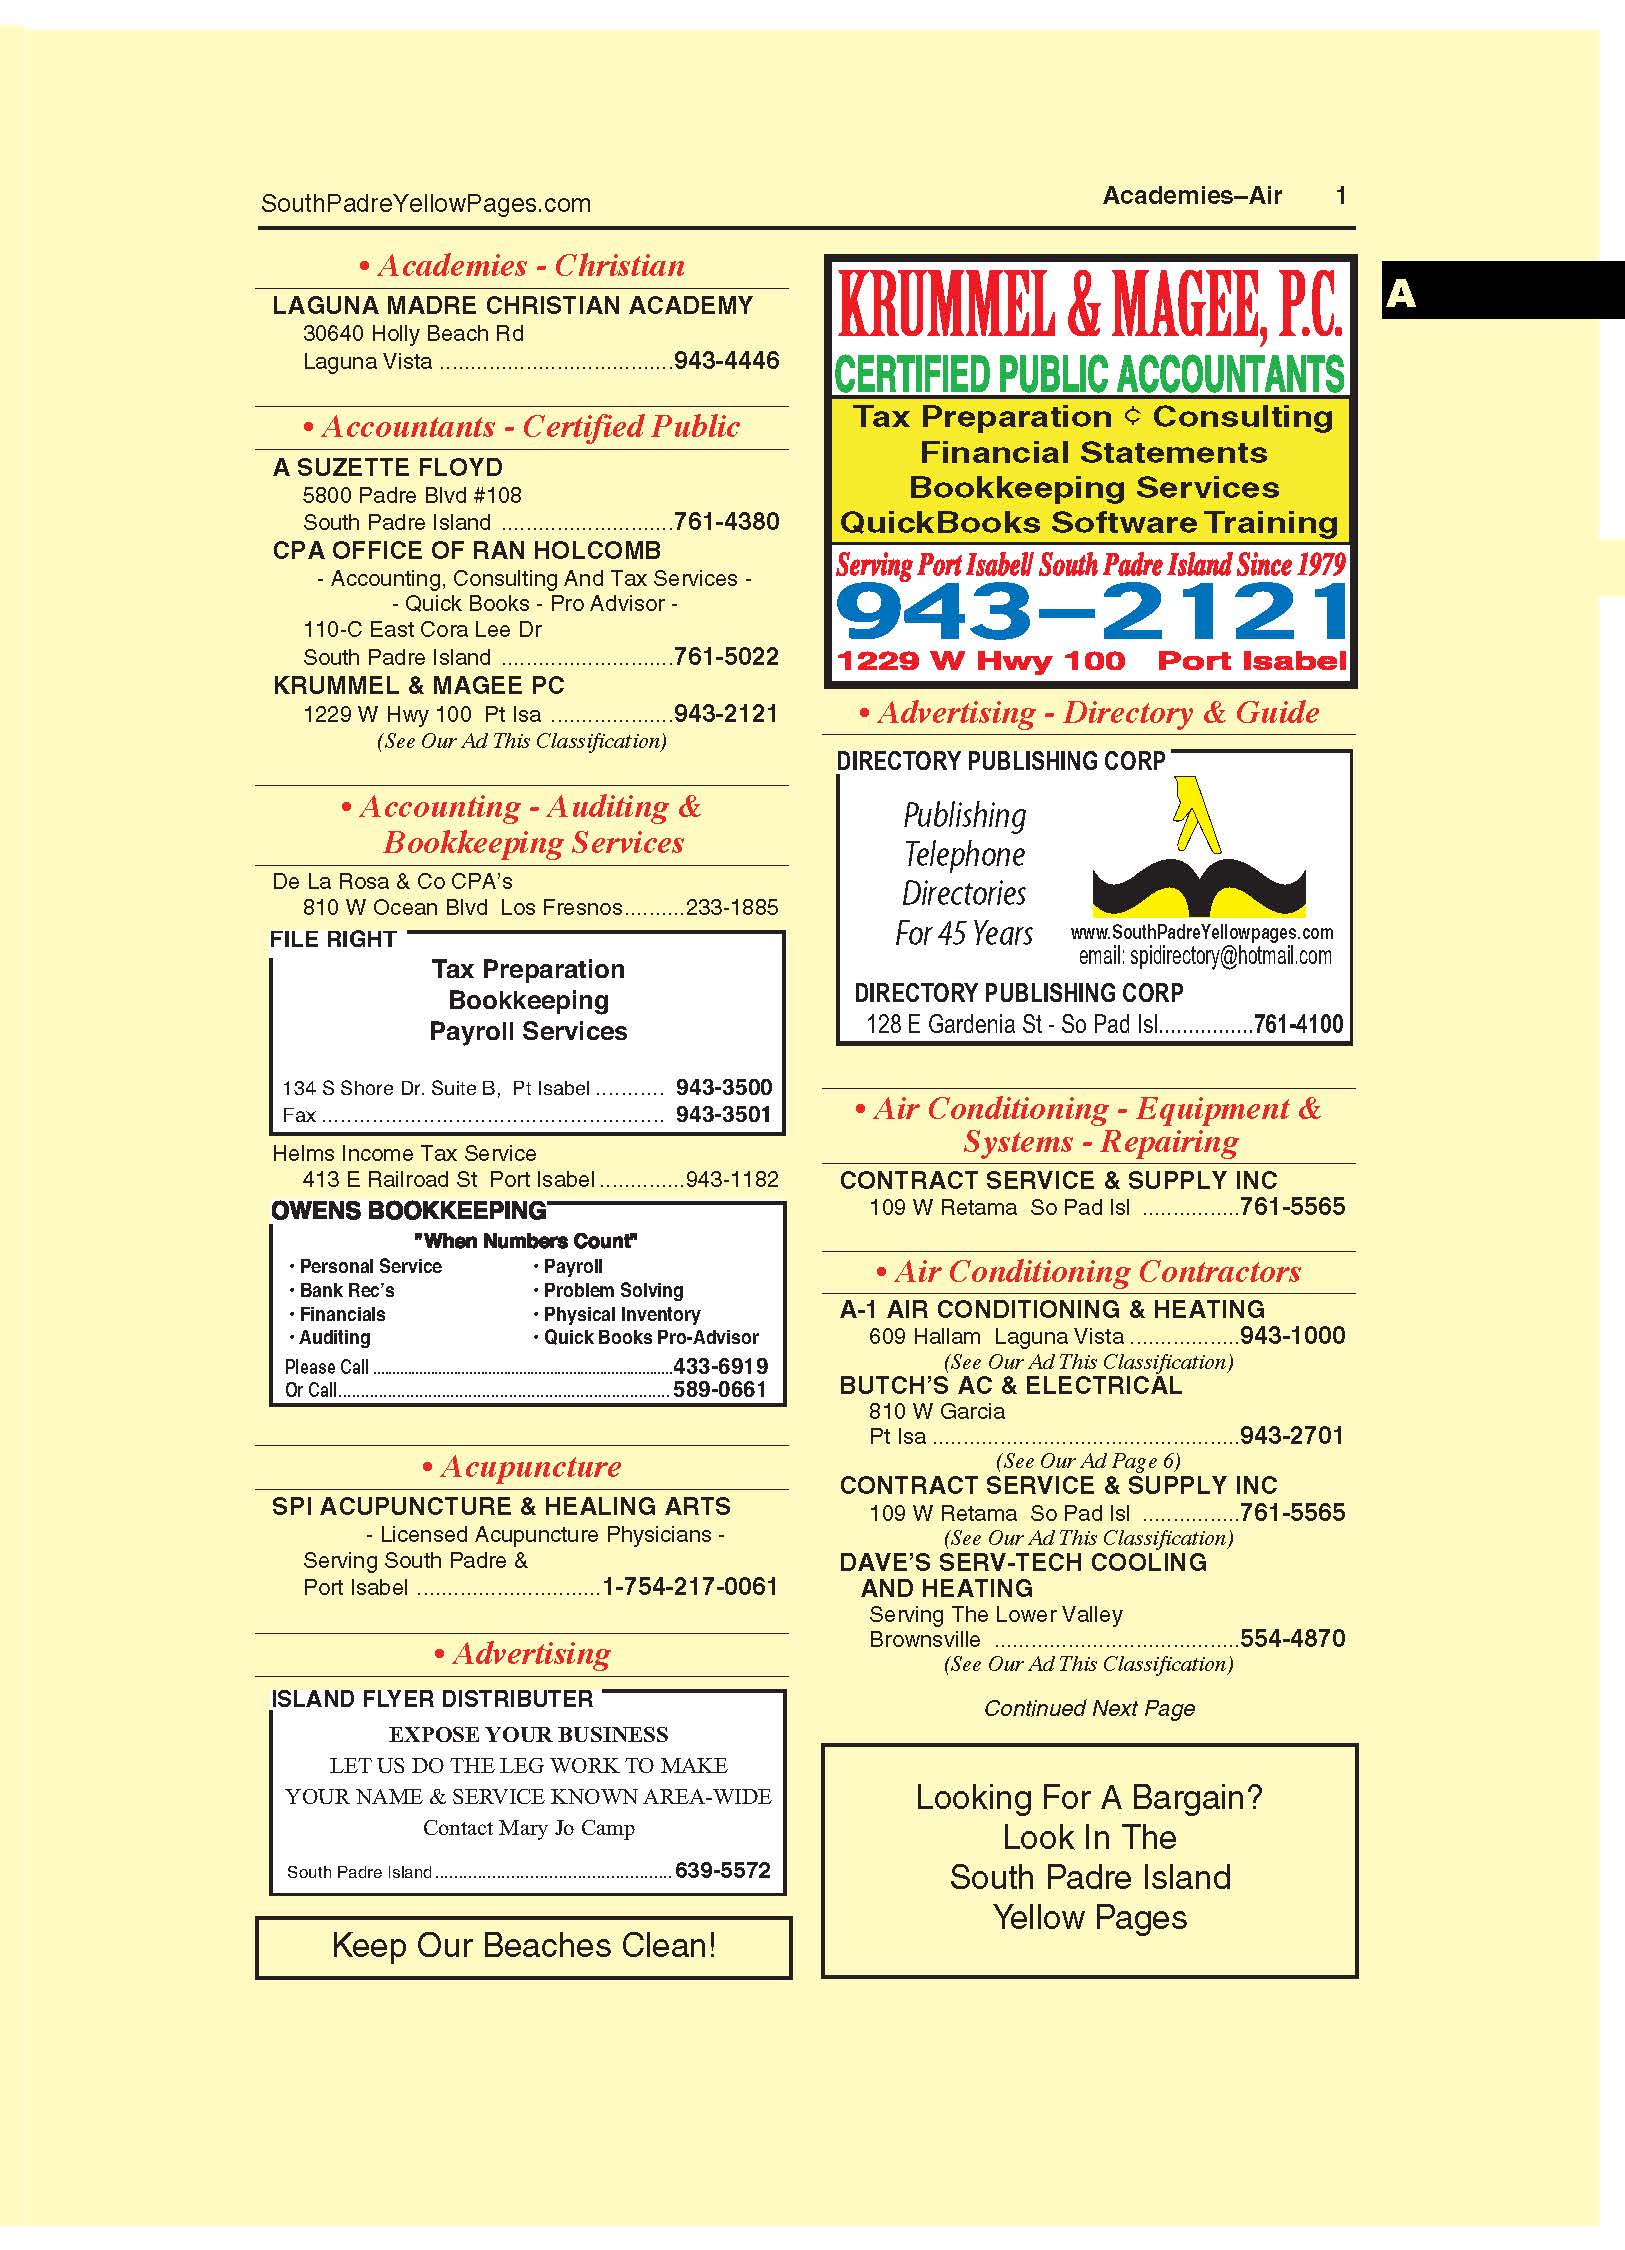 SouthPadreYellowPages.com
Academies–Air 1
A
• Academies - Christian
LAGUNA MADRE CHRISTIAN ACADEMY
30640 Holly Beach Rd
Laguna Vista ......................................943-4446
• Accountants - Certified Public
A SUZETTE FLOYD
5800 Padre Blvd #108
South Padre Island ............................761-4380
CPA OFFICE OF RAN HOLCOMB
- Accounting, Consulting And Tax Services -
- Quick Books - Pro Advisor -
110-C East Cora Lee Dr
South Padre Island ............................761-5022
KRUMMEL & MAGEE PC
1229 W Hwy 100 Pt Isa ....................943-2121
(See Our Ad This Classification)
• Accounting - Auditing &
Bookkeeping Services
De La Rosa & Co CPA's
810 W Ocean Blvd Los Fresnos..........233-1885
FILE RIGHT
Tax Preparation
Bookkeeping
Payroll Services
134 S Shore Dr. Suite B, Pt Isabel ........... 943-3500
Fax ...................................................... 943-3501
Helms Income Tax Service
413 E Railroad St Port Isabel ..............943-1182
OWENS BOOKKEEPING
"When Numbers Count"
• Personal Service • Payroll
• Bank Rec's • Problem Solving
• Financials • Physical Inventory
• Auditing • Quick Books Pro-Advisor
Please Call ................................................................433-6919
Or Call.......................................................................589-0661
• Acupuncture
SPI ACUPUNCTURE & HEALING ARTS
- Licensed Acupuncture Physicians -
Serving South Padre &
Port Isabel ..............................1-754-217-0061
• Advertising
ISLAND FLYER DISTRIBUTER
EXPOSE YOUR BUSINESS
LET US DO THE LEG WORK TO MAKE
YOUR NAME & SERVICE KNOWN AREA-WIDE
Contact Mary Jo Camp
South Padre Island .................................................. 639-5572
Keep Our Beaches Clean!
KRUMMEL & MAGEE, P.C.
CERTIFIED PUBLIC ACCOUNTANTS
Tax Preparation ¢ Consulting
Financial Statements
Bookkeeping Services
QuickBooks Software Training
Serving Port Isabel/ South Padre Island Since 1979
943–2121
1229 W Hwy 100 Port Isabel
• Advertising - Directory & Guide
DIRECTORY PUBLISHING CORP
Publishing
Telephone
Directories
For 45 Years
www.SouthPadreYellowpages.com
email: spidirectory@hotmail.com
DIRECTORY PUBLISHING CORP
128 E Gardenia St - So Pad Isl................761-4100
• Air Conditioning - Equipment &
Systems - Repairing
CONTRACT SERVICE & SUPPLY INC
109 W Retama So Pad Isl ................761-5565
• Air Conditioning Contractors
A-1 AIR CONDITIONING & HEATING
609 Hallam Laguna Vista ..................943-1000
(See Our Ad This Classification)
BUTCH'S AC & ELECTRICAL
810 W Garcia
Pt Isa ..................................................943-2701
(See Our Ad Page 6)
CONTRACT SERVICE & SUPPLY INC
109 W Retama So Pad Isl ................761-5565
(See Our Ad This Classification)
DAVE'S SERV-TECH COOLING
AND HEATING
Serving The Lower Valley
Brownsville ........................................554-4870
(See Our Ad This Classification)
Continued Next Page
Looking For A Bargain?
Look In The
South Padre Island
Yellow Pages